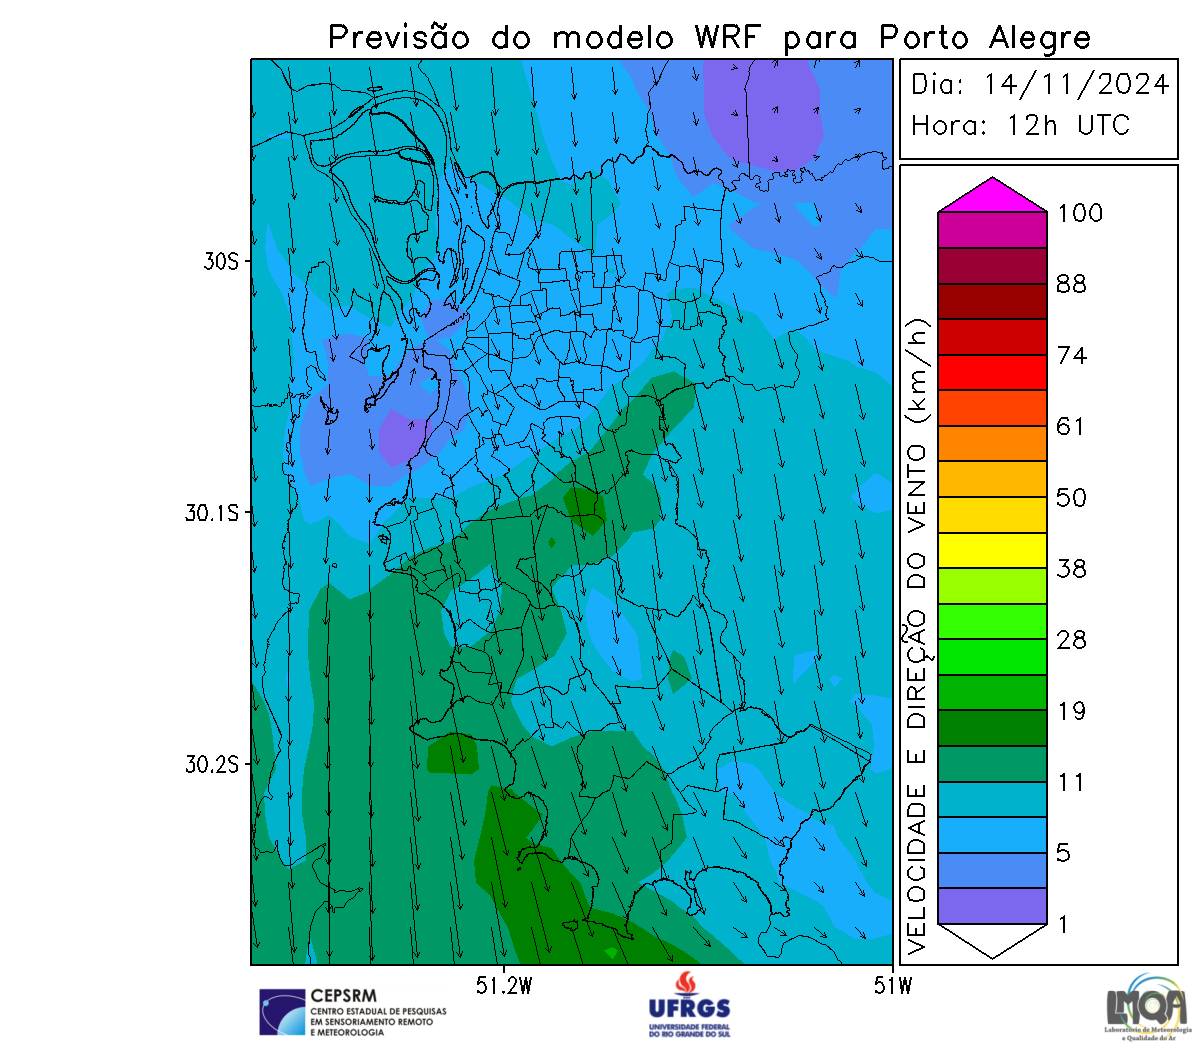 Previsão do modelo WRF para Porto Alegre
Dia: 14/11/2024
Hora: 12h UTC
30S
30.1S
30.2S
51.2W
51W
VELOCIDADE E DIREÇÃO DO VENTO (km/h)
100
88
74
61
50
38
28
19
11
5
1
CEPSRM
CENTRO ESTADUAL DE PESQUISAS
EM SENSORIAMENTO REMOTO
E METEOROLOGIA
UFRGS
UNIVERSIDADE FEDERAL
DO RIO GRANDE DO SUL
LMQA
Laboratório de Meteorologia
e Qualidade do Ar